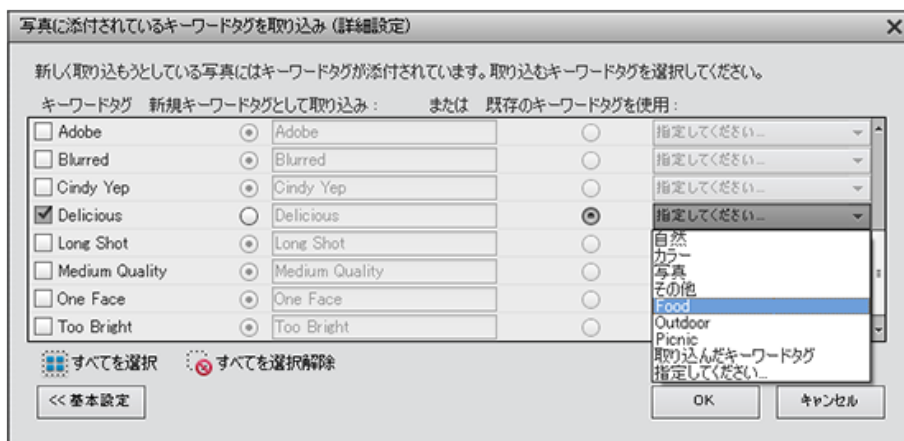 写真に添付されているキーワードタグを取り込み (詳細設定)
新しく取り込もうとしている写真にはキーワードタグが添付されています。取り込むキーワードタグを選択してください。
キーワードタグ 新規キーワードタグとして取り込み : または 既存のキーワードタグを使用 :
Adobe Adobe 指定してください...
Blurred Blurred 指定してください...
Cindy Yep Cindy Yep 指定してください...
Delicious Delicious 指定してください...
Long Shot Long Shot
自然
Medium Quality Medium Quality
カラー
写真
その他
One Face One Face
Food
Too Bright Too Bright
Outdoor
Picnic
取り込んだキーワードタグ
指定してください...
すべてを選択 すべてを選択解除
<< 基本設定 OK キャンセル